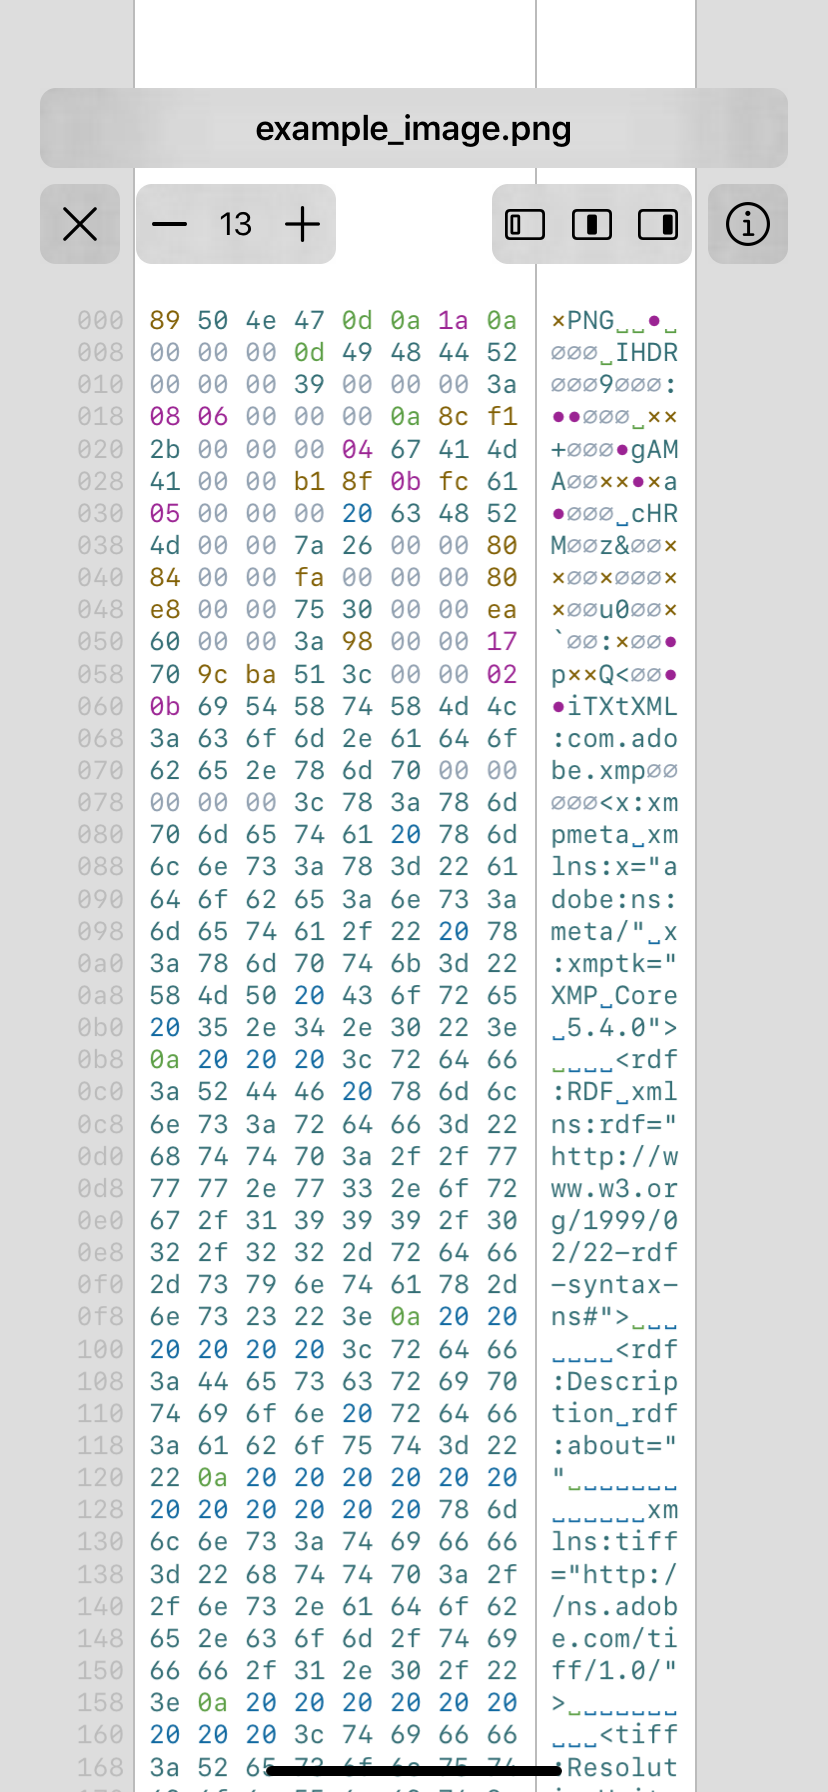 example_image.png
13
000 89 50 4e 47 0d 0a 1a 0a ×PNG␣␣•␣
008 00 00 00 0d 49 48 44 52 ∅∅∅␣IHDR
010 00 00 00 39 00 00 00 3a ∅∅∅9∅∅∅:
018 08 06 00 00 00 0a 8c f1 ••∅∅∅␣××
020 2b 00 00 00 04 67 41 4d +∅∅∅•gAM
028 41 00 00 b1 8f 0b fc 61 A∅∅××•×a
030 05 00 00 00 20 63 48 52 •∅∅∅␣cHR
038 4d 00 00 7a 26 00 00 80 M∅∅z&∅∅×
040 84 00 00 fa 00 00 00 80 ×∅∅×∅∅∅×
048 e8 00 00 75 30 00 00 ea ×∅∅u0∅∅×
050 60 00 00 3a 98 00 00 17 `∅∅:×∅∅•
058 70 9c ba 51 3c 00 00 02 p××Q<∅∅•
060 0b 69 54 58 74 58 4d 4c •iTXtXML
068 3a 63 6f 6d 2e 61 64 6f :com.ado
070 62 65 2e 78 6d 70 00 00 be.xmp∅∅
078 00 00 00 3c 78 3a 78 6d ∅∅∅<x:xm
080 70 6d 65 74 61 20 78 6d pmeta␣xm
088 6c 6e 73 3a 78 3d 22 61 lns:x="a
090 64 6f 62 65 3a 6e 73 3a dobe:ns:
098 6d 65 74 61 2f 22 20 78 meta/"␣x
0a0 3a 78 6d 70 74 6b 3d 22 :xmptk="
0a8 58 4d 50 20 43 6f 72 65 XMP␣Core
0b0 20 35 2e 34 2e 30 22 3e ␣5.4.0">
0b8 0a 20 20 20 3c 72 64 66 ␣␣␣␣<rdf
0c0 3a 52 44 46 20 78 6d 6c :RDF␣xml
0c8 6e 73 3a 72 64 66 3d 22 ns:rdf="
0d0 68 74 74 70 3a 2f 2f 77 http://w
0d8 77 77 2e 77 33 2e 6f 72 ww.w3.or
0e0 67 2f 31 39 39 39 2f 30 g/1999/0
0e8 32 2f 32 32 2d 72 64 66 2/22-rdf
0f0 2d 73 79 6e 74 61 78 2d -syntax-
0f8 6e 73 23 22 3e 0a 20 20 ns#">␣␣␣
100 20 20 20 20 3c 72 64 66 ␣␣␣␣<rdf
108 3a 44 65 73 63 72 69 70 :Descrip
110 74 69 6f 6e 20 72 64 66 tion␣rdf
118 3a 61 62 6f 75 74 3d 22 :about="
120 22 0a 20 20 20 20 20 20 "␣␣␣␣␣␣␣
128 20 20 20 20 20 20 78 6d ␣␣␣␣␣␣xm
130 6c 6e 73 3a 74 69 66 66 lns:tiff
138 3d 22 68 74 74 70 3a 2f ="http:/
140 2f 6e 73 2e 61 64 6f 62 /ns.adob
148 65 2e 63 6f 6d 2f 74 69 e.com/ti
150 66 66 2f 31 2e 30 2f 22 ff/1.0/"
158 3e 0a 20 20 20 20 20 20 >␣␣␣␣␣␣␣
160 20 20 20 3c 74 69 66 66 ␣␣␣<tiff
168 3a 52 65 73 6f 6c 75 74 :Resolut